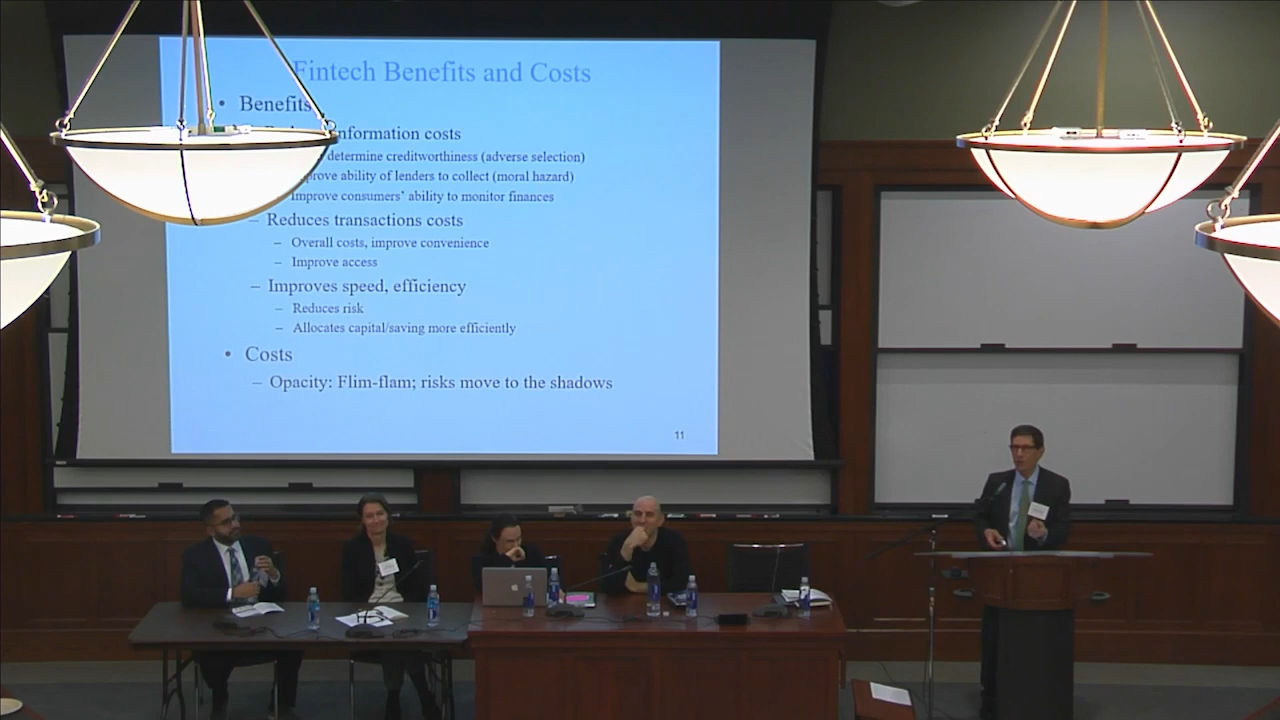 Fintech Benefits and Costs
• Benefits
information costs
determine creditworthiness (adverse selection)
ability of lenders to collect (moral hazard)
– Improve consumers' ability to monitor finances
– Reduces transactions costs
– Overall costs, improve convenience
– Improve access
– Improves speed, efficiency
– Reduces risk
– Allocates capital/saving more efficiently
• Costs
– Opacity: Flim-flam; risks move to the shadows
11